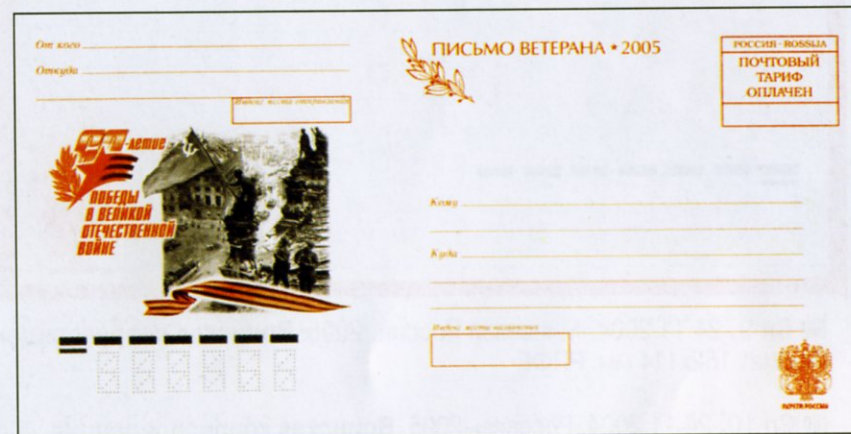 От кого
Откуда
Индекс места отправления
60-летие
ПОБЕДЫ
В ВЕЛИКОЙ
ОТЕЧЕСТВЕННОЙ
ВОЙНЕ
ПИСЬМО ВЕТЕРАНА • 2005
РОССИЯ · ROSSIJA
ПОЧТОВЫЙ
ТАРИФ
ОПЛАЧЕН
Кому
Куда
Индекс места назначения
ПОЧТА РОССИИ